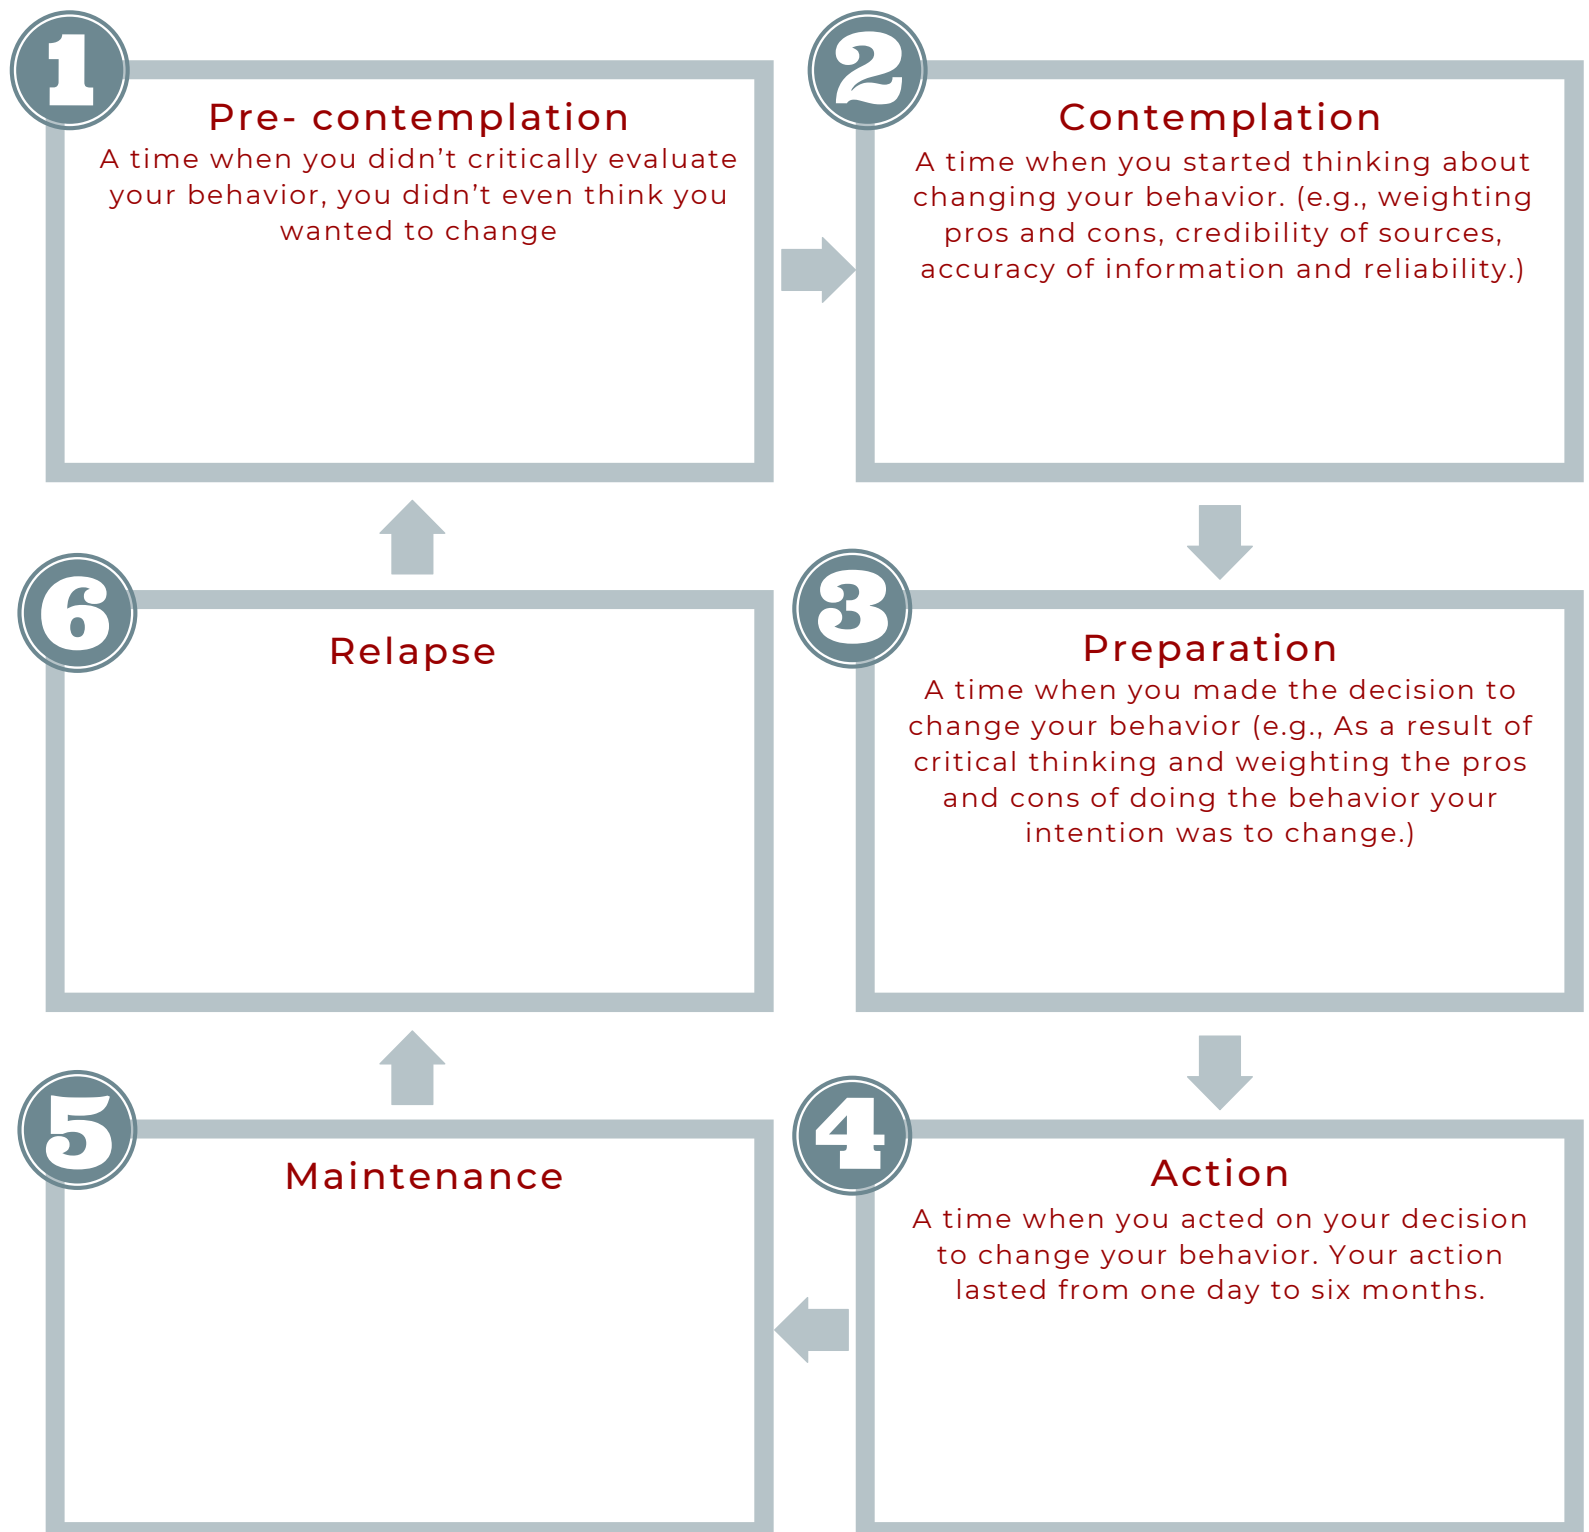 1
Pre- contemplation
A time when you didn't critically evaluate
your behavior, you didn't even think you
wanted to change
2
Contemplation
A time when you started thinking about
changing your behavior. (e.g., weighting
pros and cons, credibility of sources,
accuracy of information and reliability.)
3
Preparation
A time when you made the decision to
change your behavior (e.g., As a result of
critical thinking and weighting the pros
and cons of doing the behavior your
intention was to change.)
4
Action
A time when you acted on your decision
to change your behavior. Your action
lasted from one day to six months.
5
Maintenance
6
Relapse